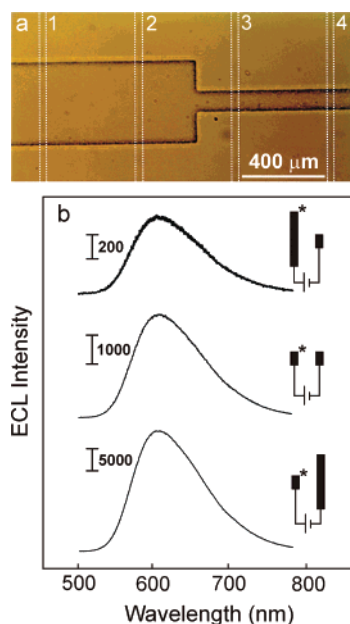 a 1 2 3 4
400 μm
b
200
*
1000
*
5000
*
ECL Intensity
500 600 700 800
Wavelength (nm)